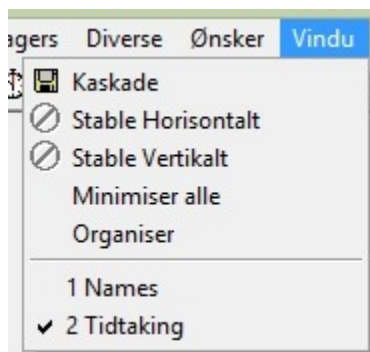 agers Diverse Ønsker Vindu
Kaskade
Stable Horisontalt
Stable Vertikalt
Minimiser alle
Organiser
1 Names
2 Tidtaking